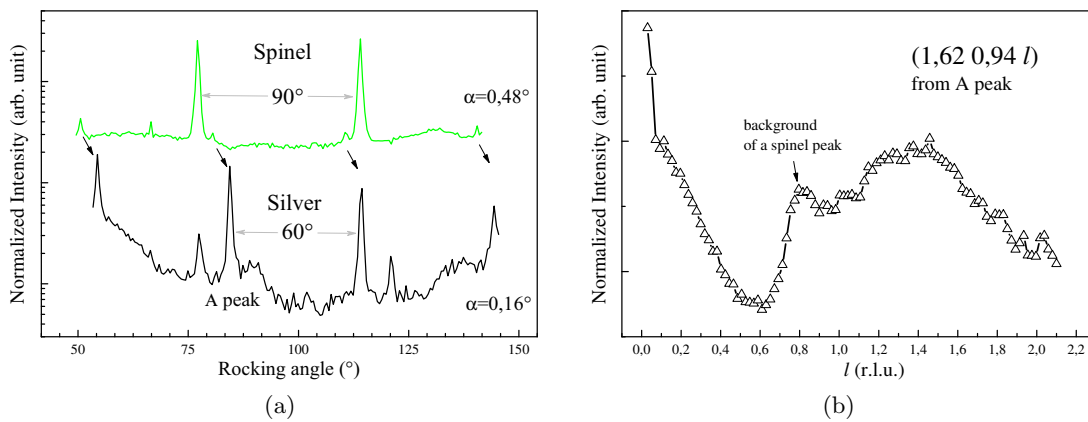 Normalized Intensity (arb. unit)
Spinel
90°
α=0,48°
Silver
60°
A peak
α=0,16°
50 75 100 125 150
Rocking angle (°)
(a)
Normalized Intensity (arb. unit)
(1,62 0,94 l)
from A peak
background
of a spinel peak
0,0 0,2 0,4 0,6 0,8 1,0 1,2 1,4 1,6 1,8 2,0 2,2
l (r.l.u.)
(b)